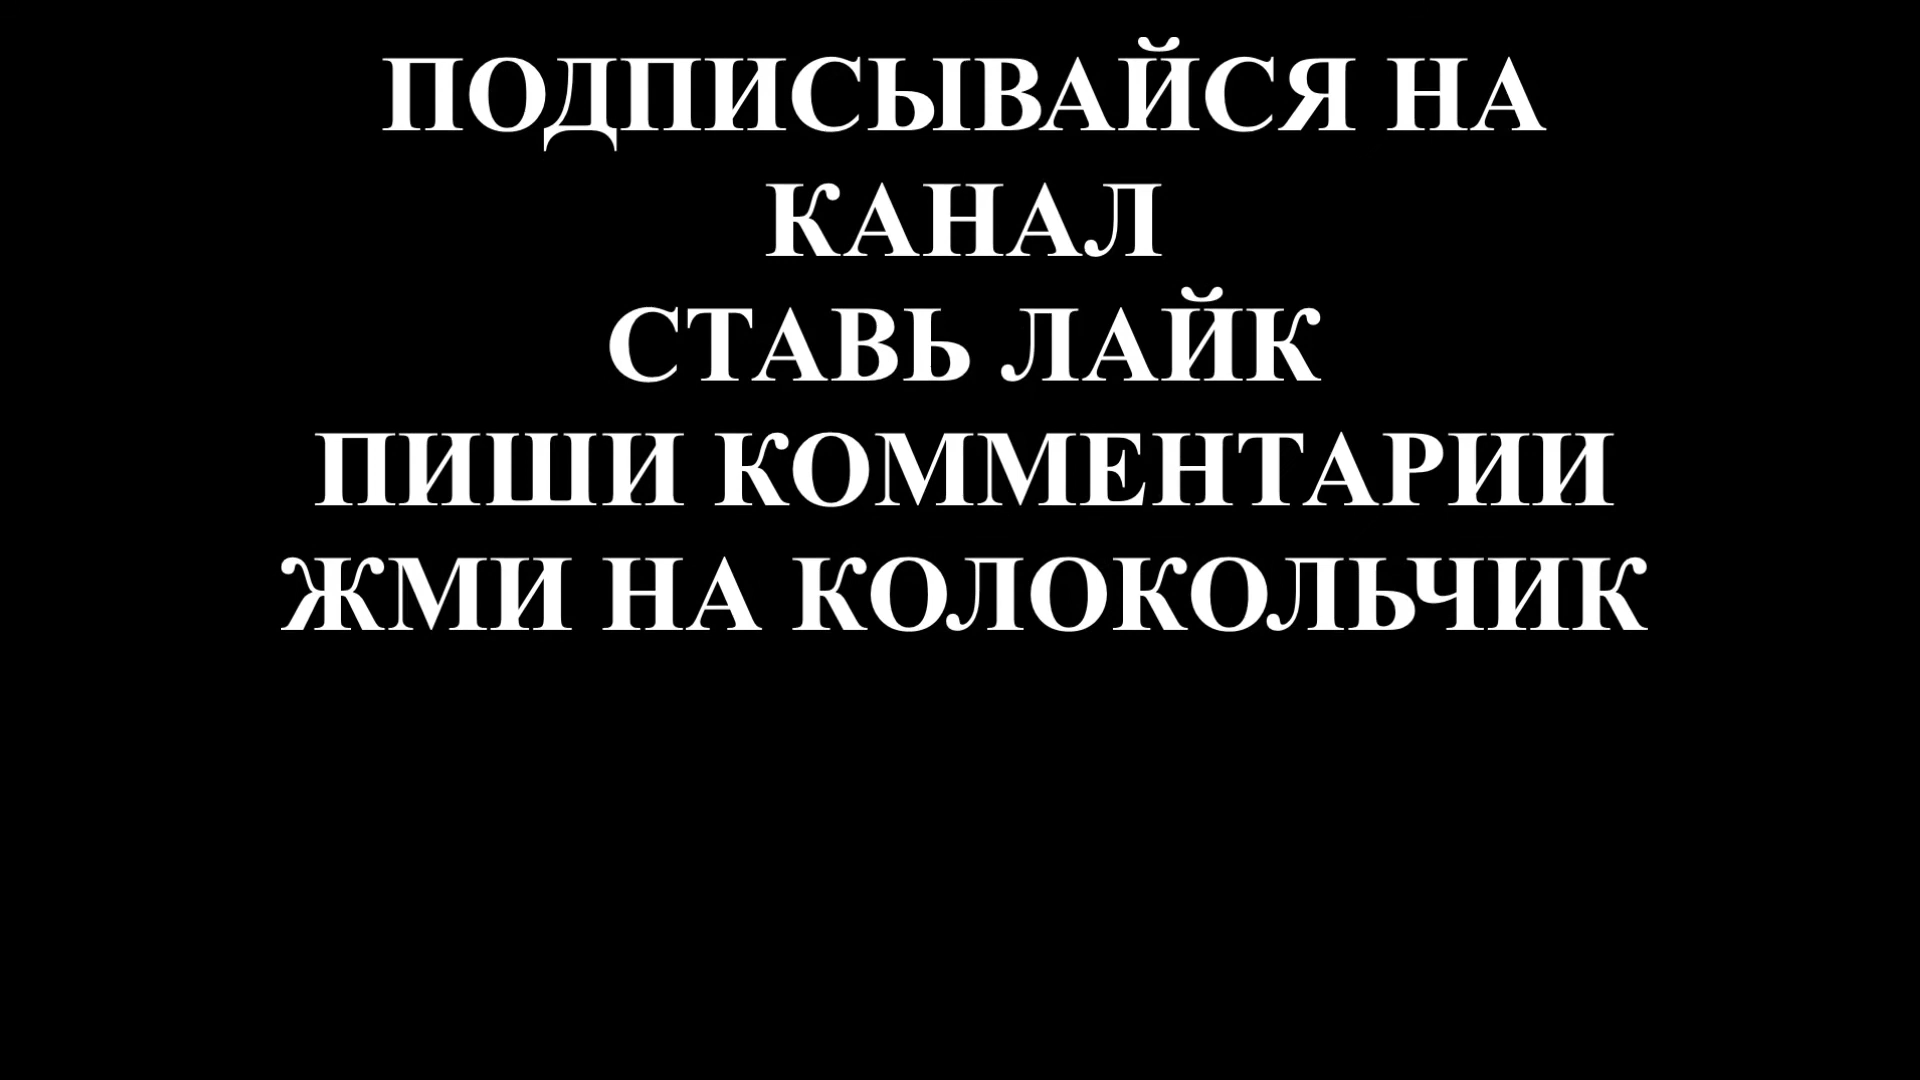 ПОДПИСЫВАЙСЯ НА
КАНАЛ
СТАВЬ ЛАЙК
ПИШИ КОММЕНТАРИИ
ЖМИ НА КОЛОКОЛЬЧИК